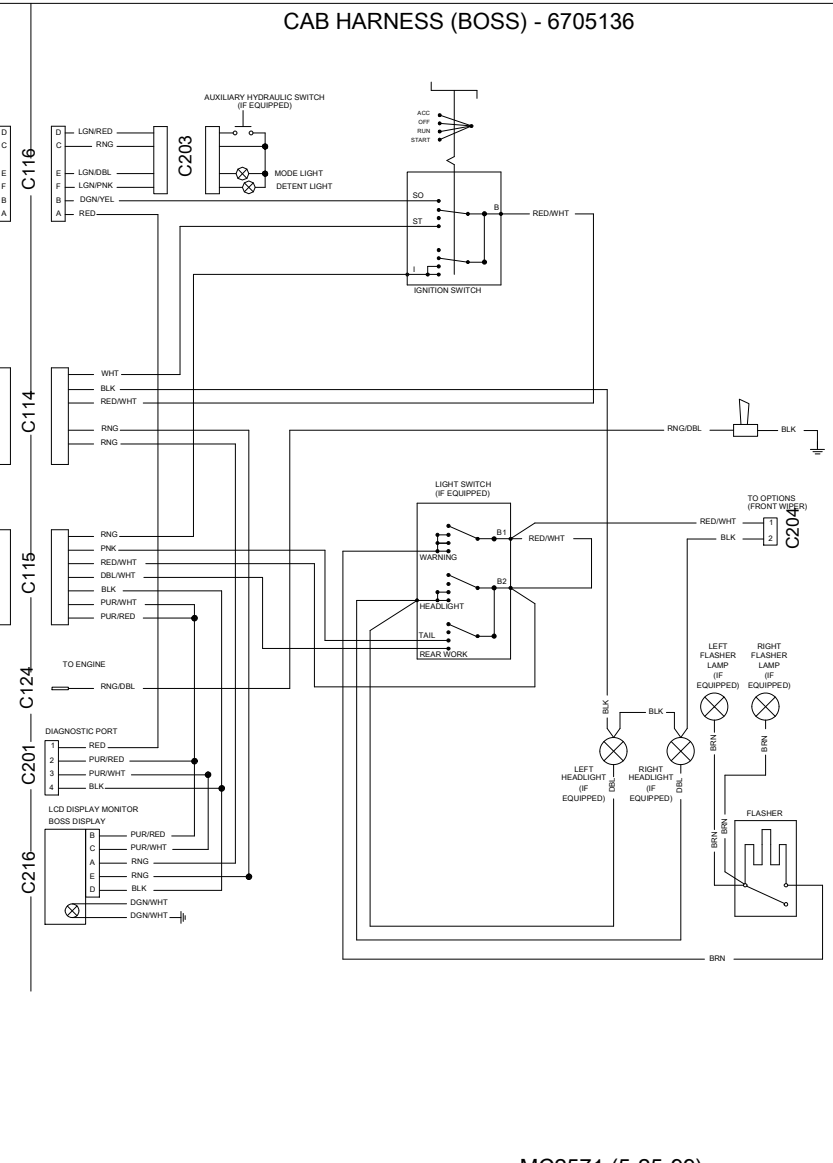 CAB HARNESS (BOSS) - 6705136
AUXILIARY HYDRAULIC SWITCH
(IF EQUIPPED)
ACC
OFF
RUN
START
D
C
E
F
B
A
C116
D LGN/RED
C RNG
E LGN/DBL
F LGN/PNK
B DGN/YEL
A RED
C203
MODE LIGHT
DETENT LIGHT
SO
ST
I
B
RED/WHT
IGNITION SWITCH
C114
WHT
BLK
RED/WHT
RNG
RNG
RNG/DBL
BLK
LIGHT SWITCH
(IF EQUIPPED)
B1
RED/WHT
WARNING
B2
HEADLIGHT
TAIL
REAR WORK
TO OPTIONS
(FRONT WIPER)
RED/WHT 1
BLK 2
C204
C115
RNG
PNK
RED/WHT
DBL/WHT
BLK
PUR/WHT
PUR/RED
C124
TO ENGINE
RNG/DBL
LEFT
FLASHER
LAMP
(IF
EQUIPPED)
RIGHT
FLASHER
LAMP
(IF
EQUIPPED)
BLK
BLK
BRN
BRN
C201
DIAGNOSTIC PORT
1 RED
2 PUR/RED
3 PUR/WHT
4 BLK
LEFT
HEADLIGHT
(IF
EQUIPPED)
DBL
RIGHT
HEADLIGHT
(IF
EQUIPPED)
DBL
BRN
BRN
FLASHER
C216
LCD DISPLAY MONITOR
BOSS DISPLAY
B PUR/RED
C PUR/WHT
A RNG
E RNG
D BLK
DGN/WHT
DGN/WHT
BRN